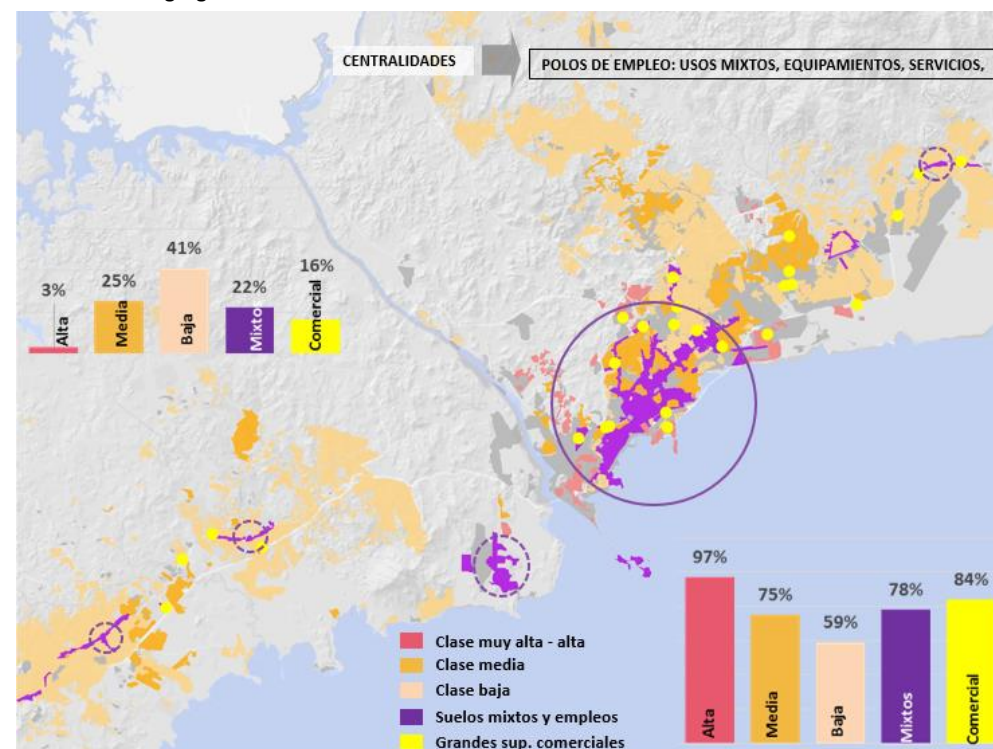 CENTRALIDADES
POLOS DE EMPLEO: USOS MIXTOS, EQUIPAMIENTOS, SERVICIOS,
3%
25%
41%
22%
16%
Alta
Media
Baja
Mixto
Comercial
97%
75%
59%
78%
84%
Alta
Media
Baja
Mixtos
Comercial
Clase muy alta - alta
Clase media
Clase baja
Suelos mixtos y empleos
Grandes sup. comerciales